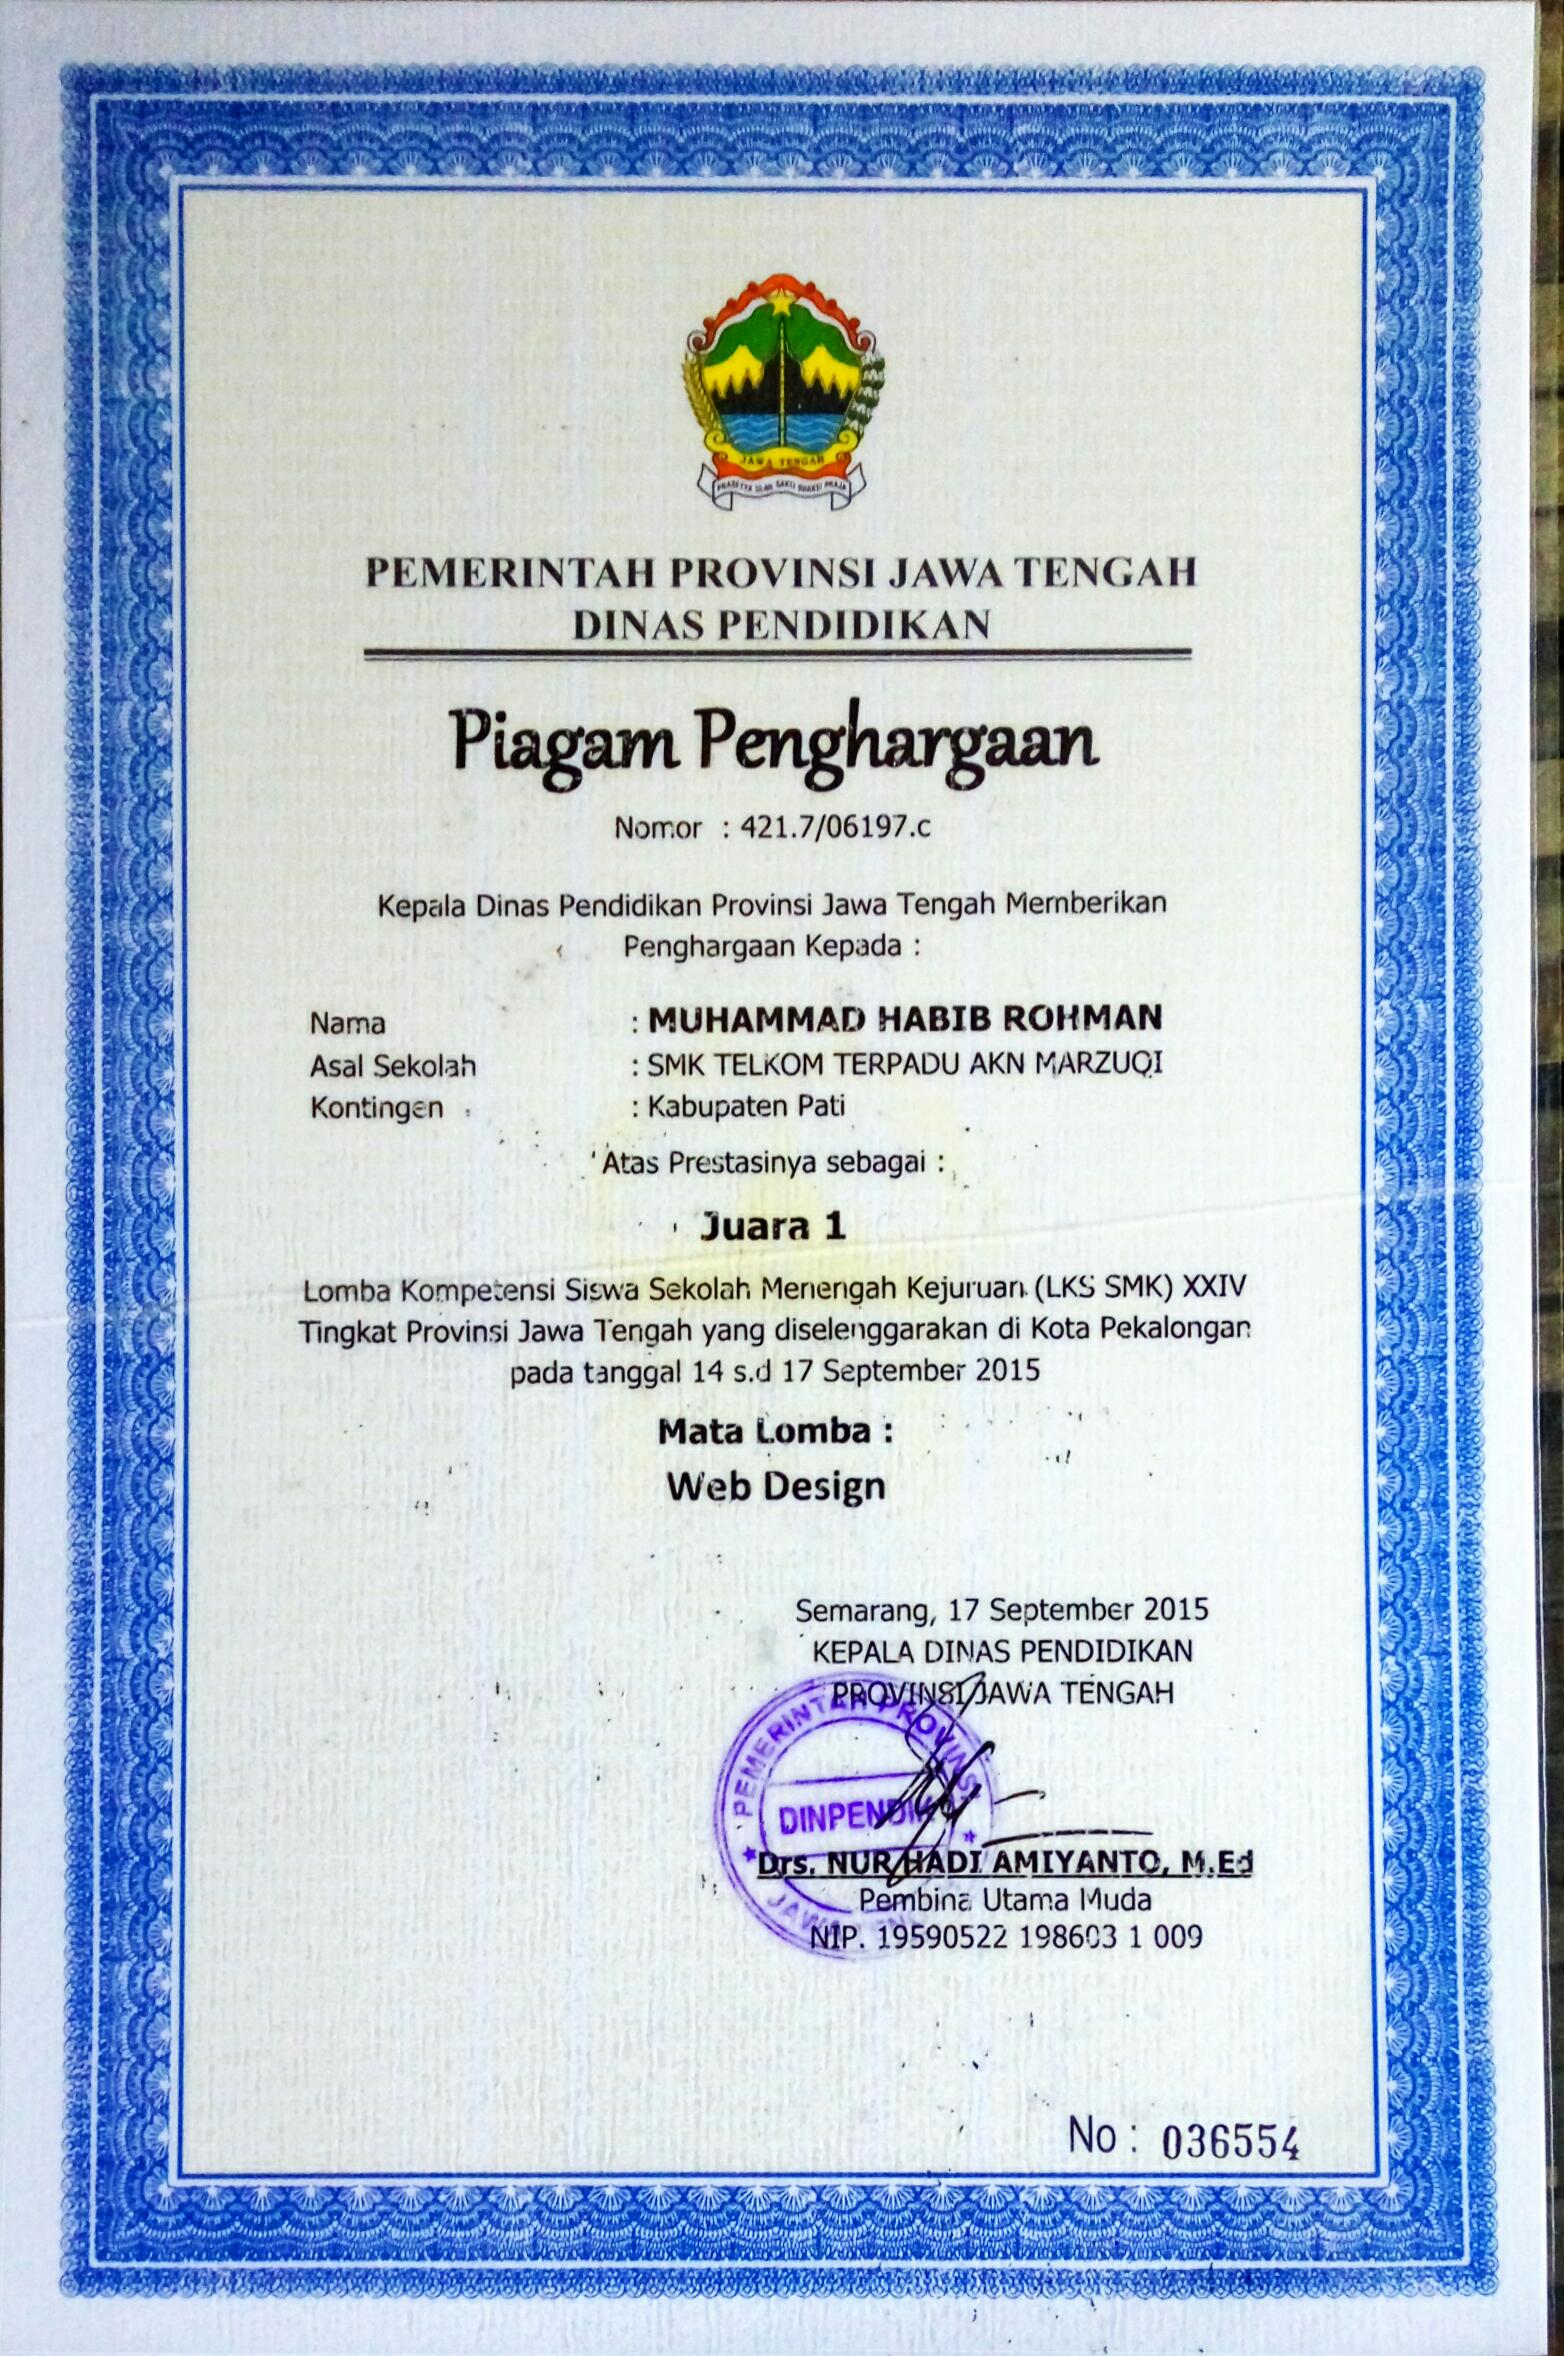 JAWA TENGAH
PRASETYA ULAH SAKTI BHAKTI PRAJA
PEMERINTAH PROVINSI JAWA TENGAH
DINAS PENDIDIKAN
Piagam Penghargaan
Nomor : 421.7/06197.c
Kepala Dinas Pendidikan Provinsi Jawa Tengah Memberikan
Penghargaan Kepada :
Nama : MUHAMMAD HABIB ROHMAN
Asal Sekolah : SMK TELKOM TERPADU AKN MARZUQI
Kontingen : Kabupaten Pati
Atas Prestasinya sebagai :
Juara 1
Lomba Kompetensi Siswa Sekolah Menengah Kejuruan (LKS SMK) XXIV
Tingkat Provinsi Jawa Tengah yang diselenggarakan di Kota Pekalongan
pada tanggal 14 s.d 17 September 2015
Mata Lomba :
Web Design
Semarang, 17 September 2015
KEPALA DINAS PENDIDIKAN
PROVINSI JAWA TENGAH
PEMERINTAH PROVINSI
DINPENDIK
JAWA
Drs. NUR HADI AMIYANTO, M.Ed
Pembina Utama Muda
NIP. 19590522 198603 1 009
No : 036554